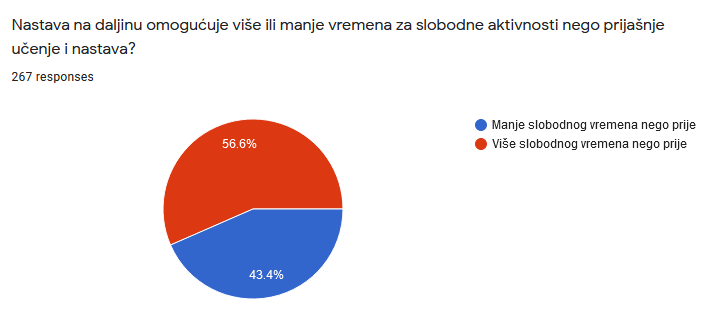 Nastava na daljinu omogućuje više ili manje vremena za slobodne aktivnosti nego prijašnje
učenje i nastava?
267 responses
Manje slobodnog vremena nego prije
Više slobodnog vremena nego prije
56.6%
43.4%